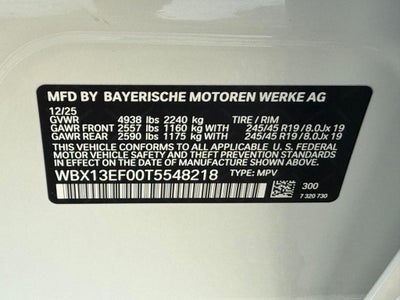 MFD BY BAYERISCHE MOTOREN WERKE AG
12/25
GVWR 4938 lbs 2240 kg TIRE / RIM
GAWR FRONT 2557 lbs 1160 kg 245/45 R19 / 8.0Jx 19
GAWR REAR 2590 lbs 1175 kg 245/45 R19 / 8.0Jx 19
THIS VEHICLE CONFORMS TO ALL APPLICABLE
U. S. FEDERAL MOTOR VEHICLE SAFETY, BUMPER,
AND THEFT PREVENTION STANDARDS IN EFFECT
ON THE DATE OF MANUFACTURE SHOWN ABOVE.
WBX13EF00T5548218 TYPE: MPV
300
7 320 730